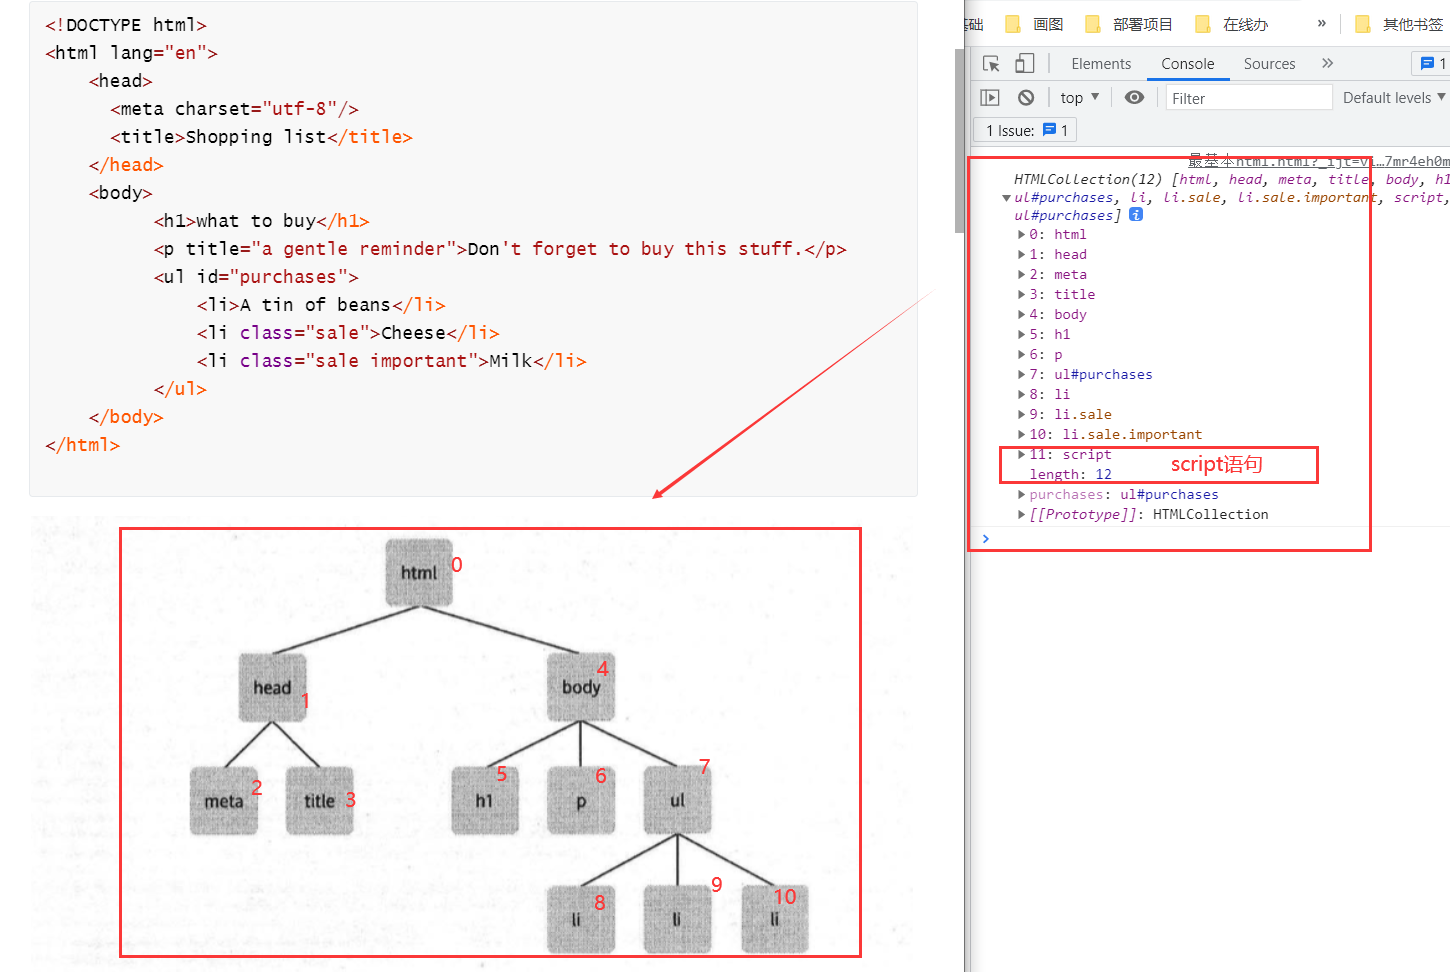 <!DOCTYPE html>
<html lang="en">
<head>
<meta charset="utf-8"/>
<title>Shopping list</title>
</head>
<body>
<h1>what to buy</h1>
<p title="a gentle reminder">Don't forget to buy this stuff.</p>
<ul id="purchases">
<li>A tin of beans</li>
<li class="sale">Cheese</li>
<li class="sale important">Milk</li>
</ul>
</body>
</html>
html 0
head 1
body 4
meta 2
title 3
h1 5
p 6
ul 7
li 8
li 9
li 10
基础 画图 部署项目 在线办 » 其他书签
Elements Console Sources » 1
top Filter Default levels
1 Issue: 1
最基本html.html?_ijt=vi…7mr4eh0m
HTMLCollection(12) [html, head, meta, title, body, h1
ul#purchases, li, li.sale, li.sale.important, script,
ul#purchases]
0: html
1: head
2: meta
3: title
4: body
5: h1
6: p
7: ul#purchases
8: li
9: li.sale
10: li.sale.important
11: script
script语句
length: 12
purchases: ul#purchases
[[Prototype]]: HTMLCollection